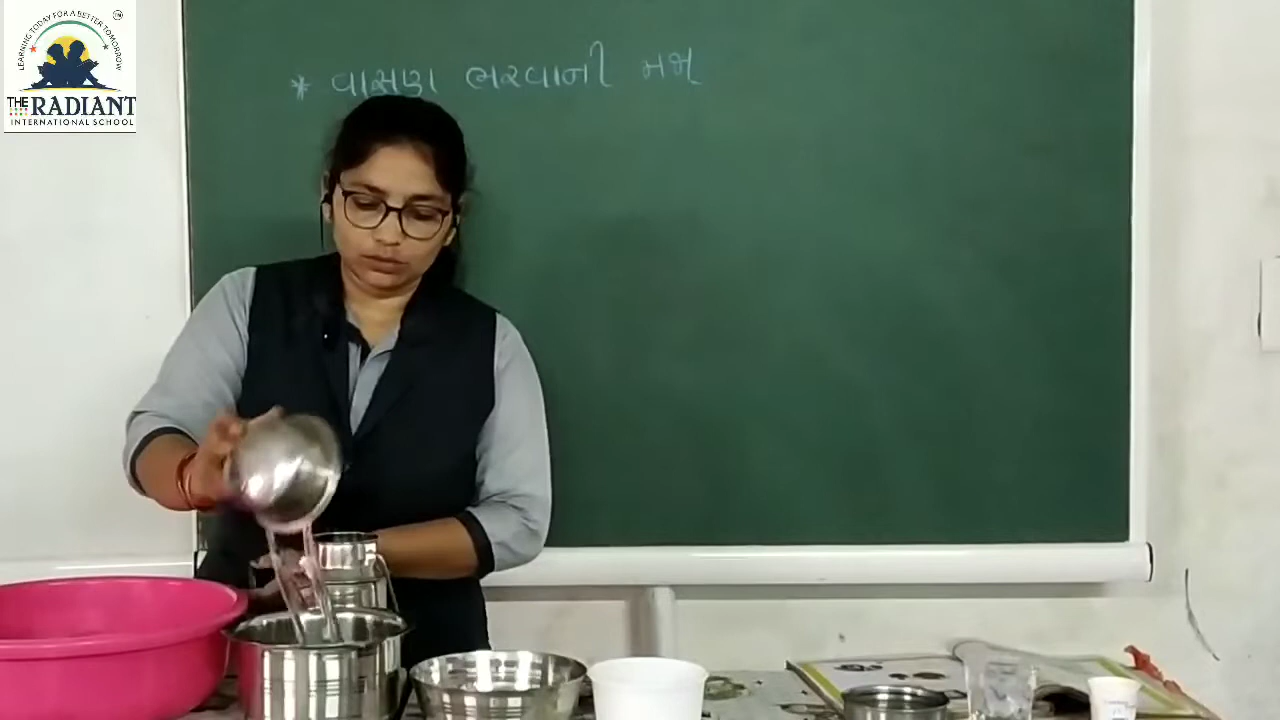 LEARNING TODAY FOR A BETTER TOMORROW
THE RADIANT
INTERNATIONAL SCHOOL
* વાસણ ભરવાની મજા